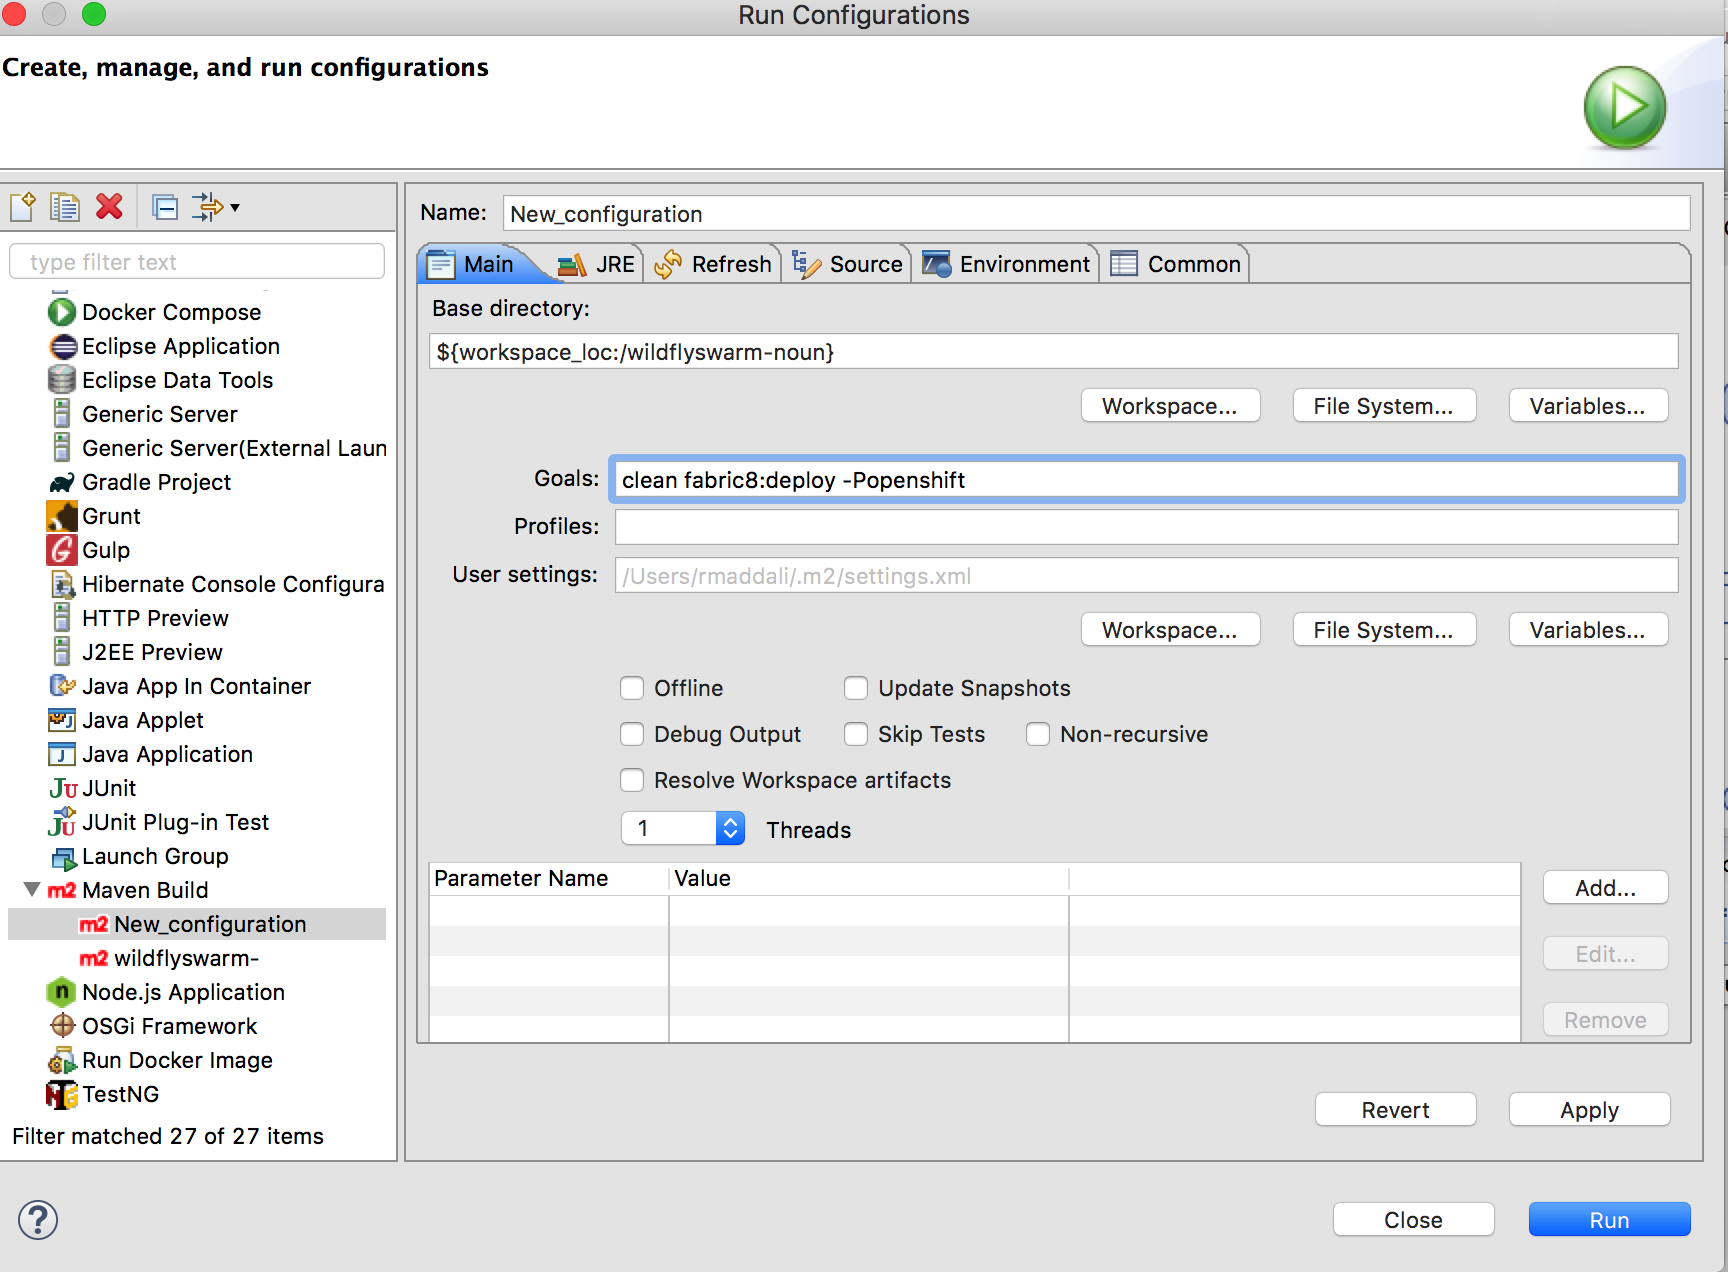 Run Configurations
Create, manage, and run configurations
type filter text
Docker Compose
Eclipse Application
Eclipse Data Tools
Generic Server
Generic Server(External Laun
Gradle Project
Grunt
Gulp
Hibernate Console Configura
HTTP Preview
J2EE Preview
Java App In Container
Java Applet
Java Application
JUnit
JUnit Plug-in Test
Launch Group
m2 Maven Build
m2 New_configuration
m2 wildflyswarm-
Node.js Application
OSGi Framework
Run Docker Image
TestNG
Filter matched 27 of 27 items
Name: New_configuration
Main JRE Refresh Source Environment Common
Base directory:
${workspace_loc:/wildflyswarm-noun}
Workspace... File System... Variables...
Goals: clean fabric8:deploy -Popenshift
Profiles:
User settings: /Users/rmaddali/.m2/settings.xml
Workspace... File System... Variables...
Offline Update Snapshots
Debug Output Skip Tests Non-recursive
Resolve Workspace artifacts
1 Threads
Parameter Name Value
Add...
Edit...
Remove
Revert Apply
? Close Run